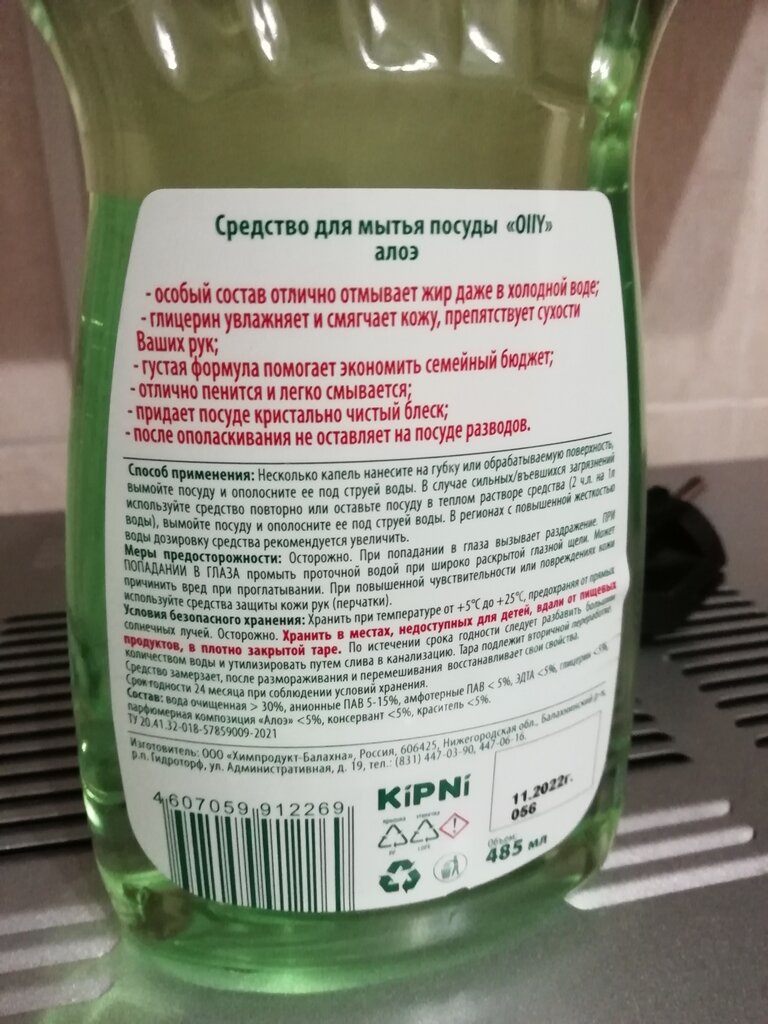 Средство для мытья посуды «OllY»
алоэ
- особый состав отлично отмывает жир даже в холодной воде;
- глицерин увлажняет и смягчает кожу, препятствует сухости
Ваших рук;
- густая формула помогает экономить семейный бюджет;
- отлично пенится и легко смывается;
- придает посуде кристально чистый блеск;
- после ополаскивания не оставляет на посуде разводов.
Способ применения: Несколько капель нанесите на губку или обрабатываемую поверхность,
вымойте посуду и ополосните ее под струей воды. В случае сильных/въевшихся загрязнений
используйте средство повторно или оставьте посуду в теплом растворе средства (2 ч.л. на 1л
воды), вымойте посуду и ополосните ее под струей воды. В регионах с повышенной жесткостью
воды дозировку средства рекомендуется увеличить.
Меры предосторожности: Осторожно. При попадании в глаза вызывает раздражение. ПРИ
ПОПАДАНИИ В ГЛАЗА промыть проточной водой при широко раскрытой глазной щели. Может
причинить вред при проглатывании. При повышенной чувствительности или повреждениях кожи
используйте средства защиты кожи рук (перчатки).
Условия безопасного хранения: Хранить при температуре от +5°С до +25°С, предохраняя от прямых
солнечных лучей. Осторожно. Хранить в местах, недоступных для детей, вдали от пищевых
продуктов, в плотно закрытой таре. По истечении срока годности следует разбавить большим
количеством воды и утилизировать путем слива в канализацию. Тара подлежит вторичной переработке
Средство замерзает, после размораживания и перемешивания восстанавливает свои свойства.
Срок годности 24 месяца при соблюдении условий хранения.
Состав: вода очищенная > 30%, анионные ПАВ 5-15%, амфотерные ПАВ < 5%, ЭДТА <5%, глицерин <5%,
парфюмерная композиция «Алоэ» <5%, консервант <5%, краситель <5%.
ТУ 20.41.32-018-57859009-2021
Изготовитель: ООО «Химпродукт-Балахна», Россия, 606425, Нижегородская обл., Балахнинский р-н,
р.п. Гидроторф, ул. Административная, д. 19, тел.: (831) 447-03-90, 447-06-16.
4 607059 912269
KiPNi
11.2022г.
056
крышка этикетка
PP LDPE
Объем:
485 мл